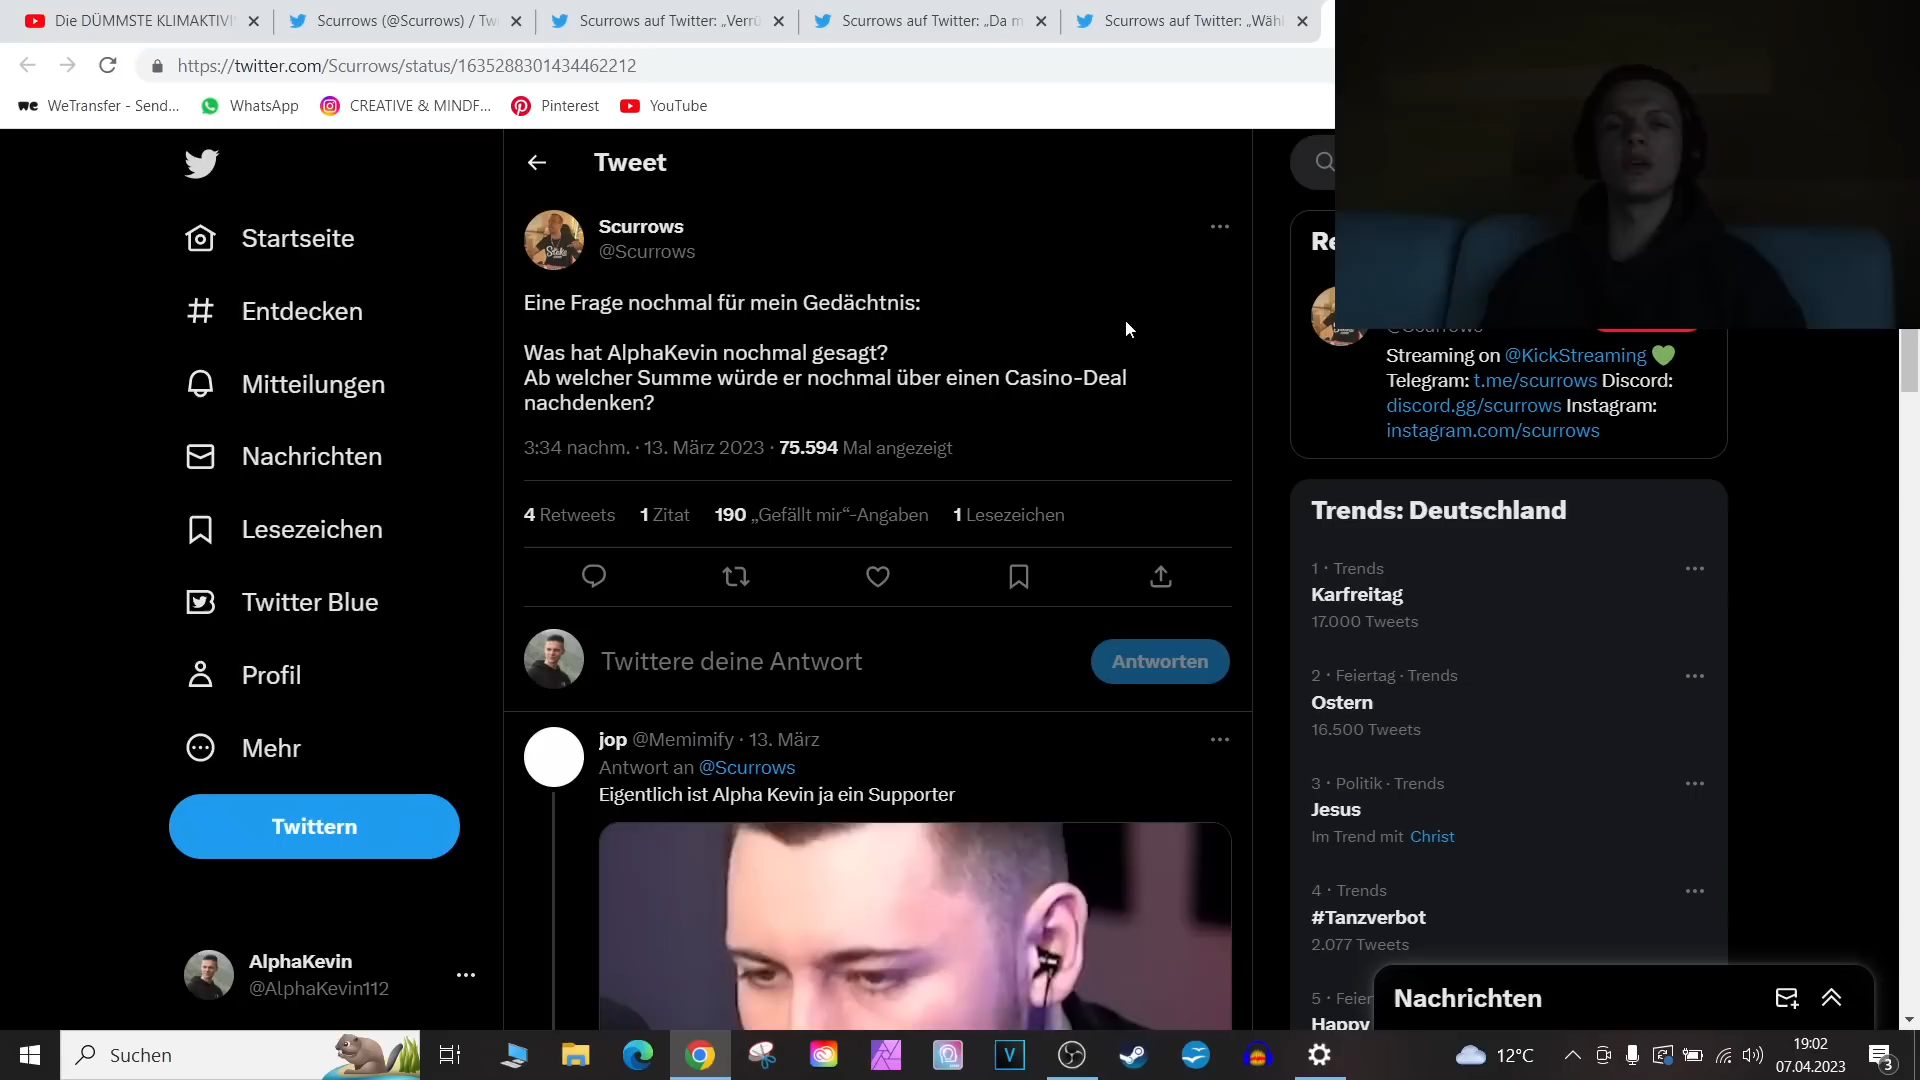 Die DÜMMSTE KLIMAKTIVI
Scurrows (@Scurrows) / Tw
Scurrows auf Twitter: „Verrü
Scurrows auf Twitter: „Da m
Scurrows auf Twitter: „Wähl
https://twitter.com/Scurrows/status/1635288301434462212
WeTransfer - Send...
WhatsApp
CREATIVE & MINDF...
Pinterest
YouTube
Startseite
Entdecken
Mitteilungen
Nachrichten
Lesezeichen
Twitter Blue
Profil
Mehr
Twittern
AlphaKevin
@AlphaKevin112
Tweet
Scurrows
@Scurrows
Eine Frage nochmal für mein Gedächtnis:
Was hat AlphaKevin nochmal gesagt?
Ab welcher Summe würde er nochmal über einen Casino-Deal
nachdenken?
3:34 nachm. · 13. März 2023 · 75.594 Mal angezeigt
4 Retweets 1 Zitat 190 „Gefällt mir“-Angaben 1 Lesezeichen
Twittere deine Antwort
Antworten
jop @Memimify · 13. März
Antwort an @Scurrows
Eigentlich ist Alpha Kevin ja ein Supporter
Re
@Scurrows
Streaming on @KickStreaming
Telegram: t.me/scurrows Discord:
discord.gg/scurrows Instagram:
instagram.com/scurrows
Trends: Deutschland
1 · Trends
Karfreitag
17.000 Tweets
2 · Feiertag · Trends
Ostern
16.500 Tweets
3 · Politik · Trends
Jesus
Im Trend mit Christ
4 · Trends
#Tanzverbot
2.077 Tweets
5 · Feier
Happy
Nachrichten
Suchen
12°C
19:02
07.04.2023
3